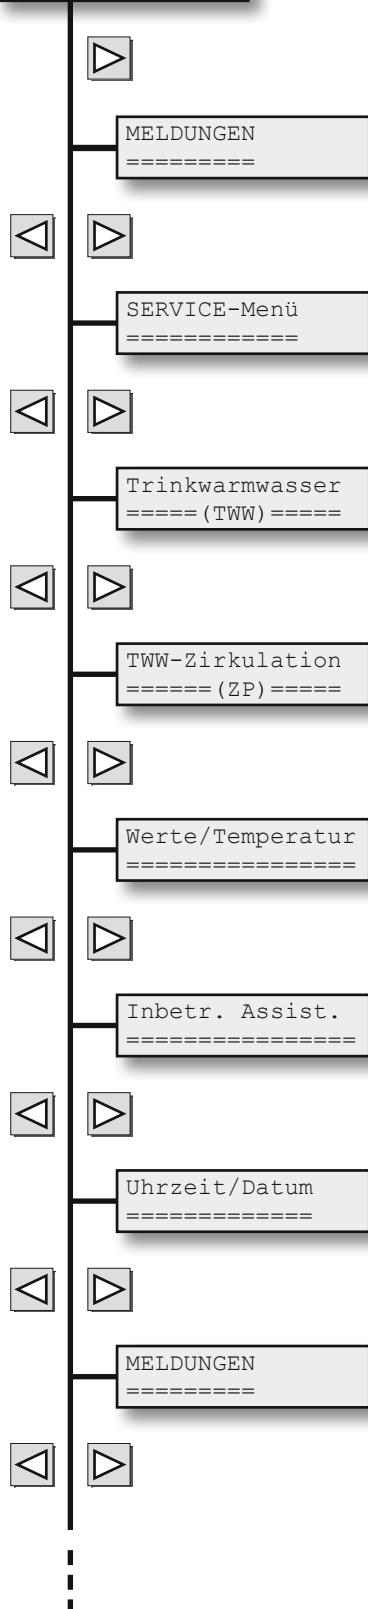 MELDUNGEN
=========
SERVICE-Menü
============
Trinkwarmwasser
=====(TWW)=====
TWW-Zirkulation
======(ZP)=====
Werte/Temperatur
================
Inbetr. Assist.
================
Uhrzeit/Datum
=============
MELDUNGEN
=========